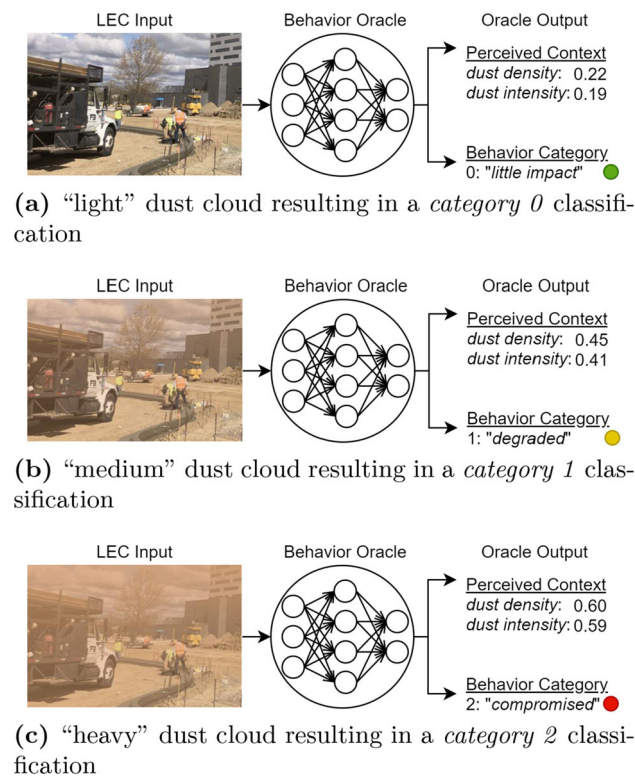 LEC Input
Behavior Oracle
Oracle Output
Perceived Context
dust density: 0.22
dust intensity: 0.19
Behavior Category
0: "little impact"
(a) “light” dust cloud resulting in a category 0 classifi-
cation
LEC Input
Behavior Oracle
Oracle Output
Perceived Context
dust density: 0.45
dust intensity: 0.41
Behavior Category
1: "degraded"
(b) “medium” dust cloud resulting in a category 1 clas-
sification
LEC Input
Behavior Oracle
Oracle Output
Perceived Context
dust density: 0.60
dust intensity: 0.59
Behavior Category
2: "compromised"
(c) “heavy” dust cloud resulting in a category 2 classi-
fication